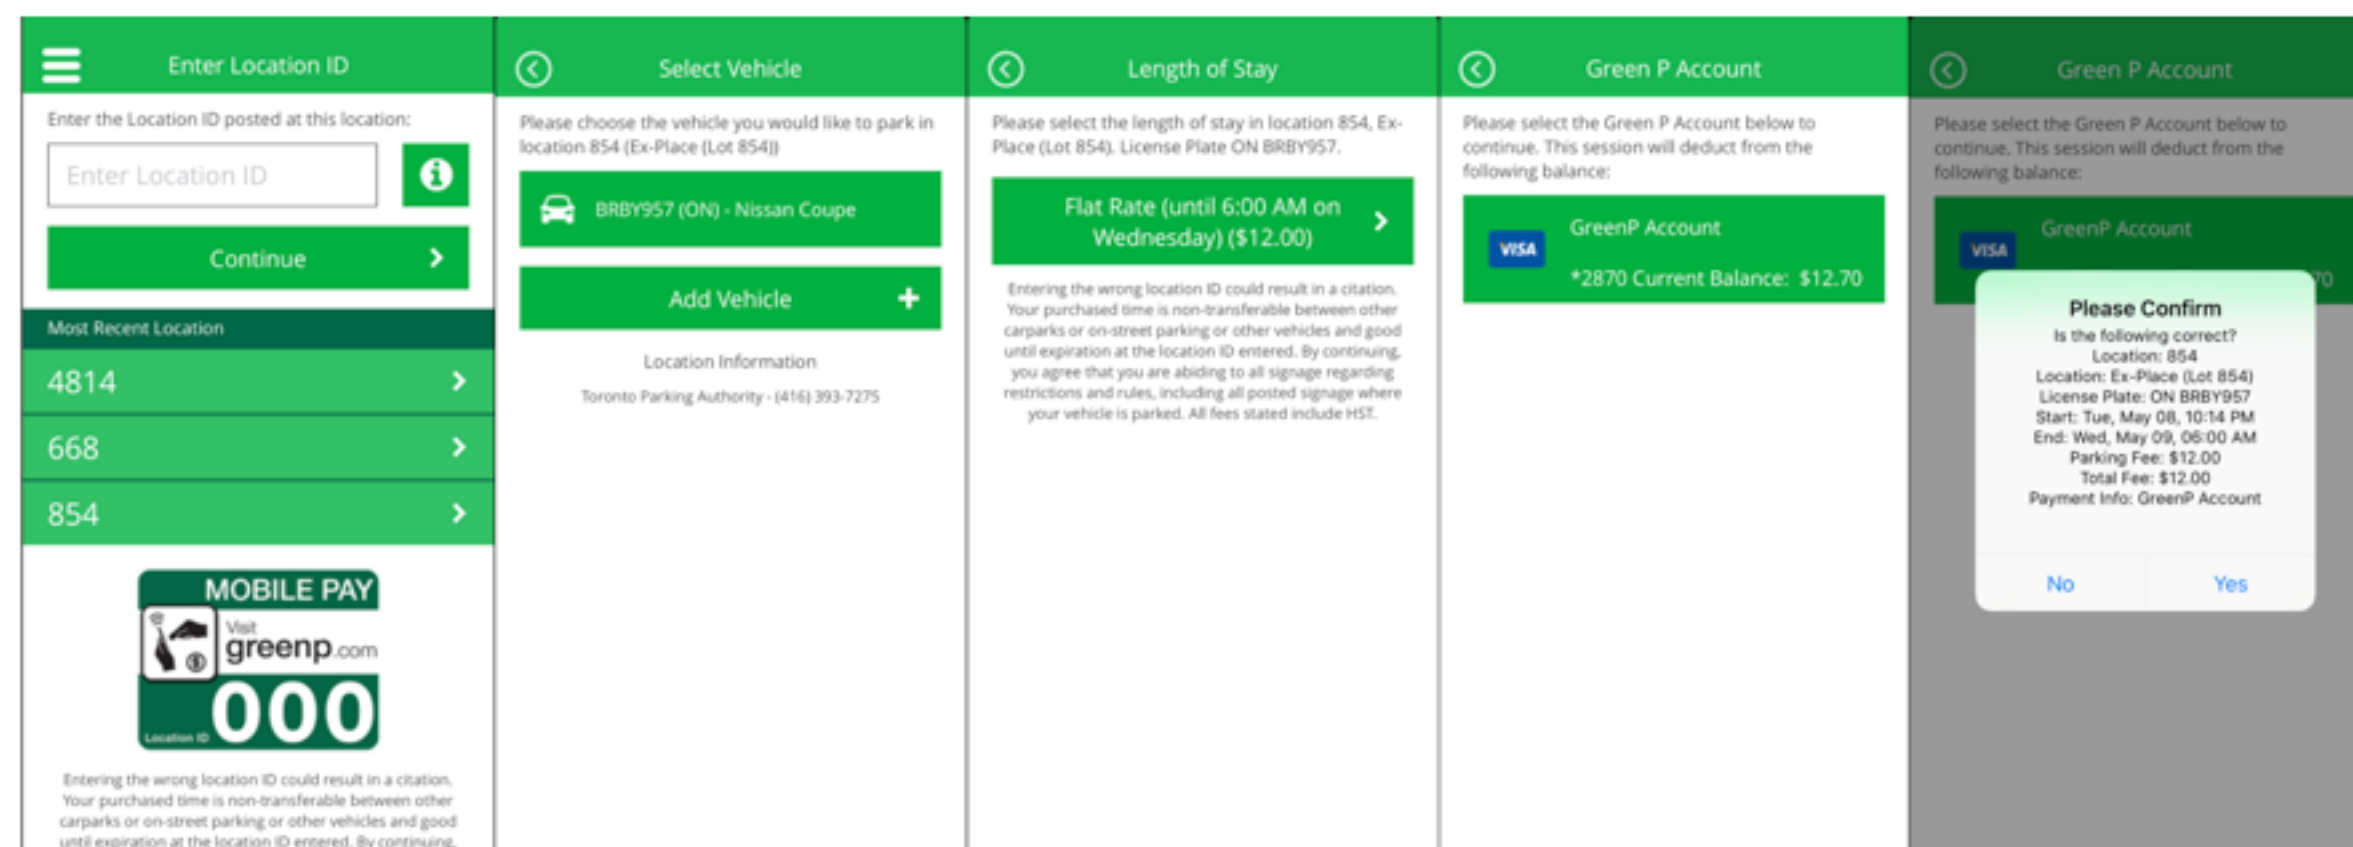 Enter Location ID
Enter the Location ID posted at this location:
Enter Location ID
Continue
Most Recent Location
4814
668
854
MOBILE PAY
Visit
greenp.com
000
Location ID
Entering the wrong location ID could result in a citation.
Your purchased time is non-transferable between other
carparks or on-street parking or other vehicles and good
until expiration at the location ID entered. By continuing,
Select Vehicle
Please choose the vehicle you would like to park in
location 854 (Ex-Place (Lot 854))
BRBY957 (ON) - Nissan Coupe
Add Vehicle
Location Information
Toronto Parking Authority - (416) 393-7275
Length of Stay
Please select the length of stay in location 854, Ex-
Place (Lot 854). License Plate ON BRBY957.
Flat Rate (until 6:00 AM on
Wednesday) ($12.00)
Entering the wrong location ID could result in a citation.
Your purchased time is non-transferable between other
carparks or on-street parking or other vehicles and good
until expiration at the location ID entered. By continuing,
you agree that you are abiding to all signage regarding
restrictions and rules, including all posted signage where
your vehicle is parked. All fees stated include HST.
Green P Account
Please select the Green P Account below to
continue. This session will deduct from the
following balance:
VISA
GreenP Account
*2870 Current Balance: $12.70
Green P Account
Please select the Green P Account below to
continue. This session will deduct from the
following balance:
GreenP Account
VISA
70
Please Confirm
Is the following correct?
Location: 854
Location: Ex-Place (Lot 854)
License Plate: ON BRBY957
Start: Tue, May 08, 10:14 PM
End: Wed, May 09, 06:00 AM
Parking Fee: $12.00
Total Fee: $12.00
Payment Info: GreenP Account
No
Yes